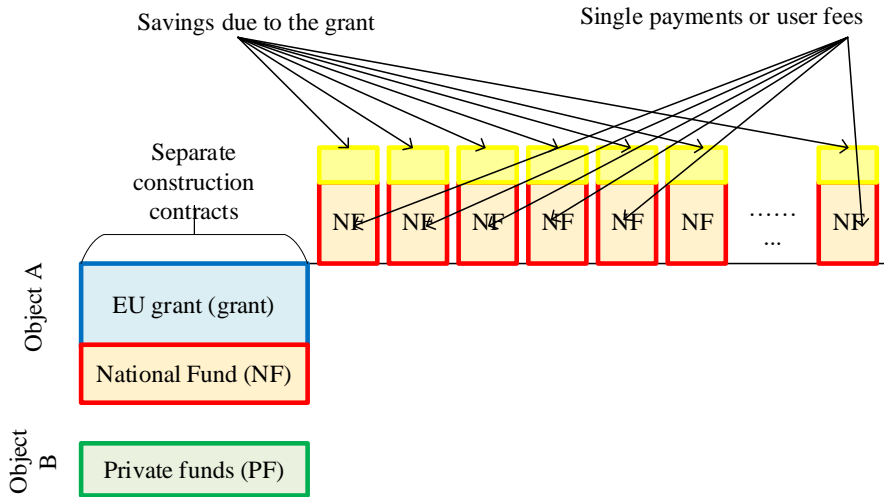 Savings due to the grant
Single payments or user fees
Separate
construction
contracts
NF
NF
NF
NF
NF
NF
……
...
NF
Object A
EU grant (grant)
National Fund (NF)
Object
B
Private funds (PF)